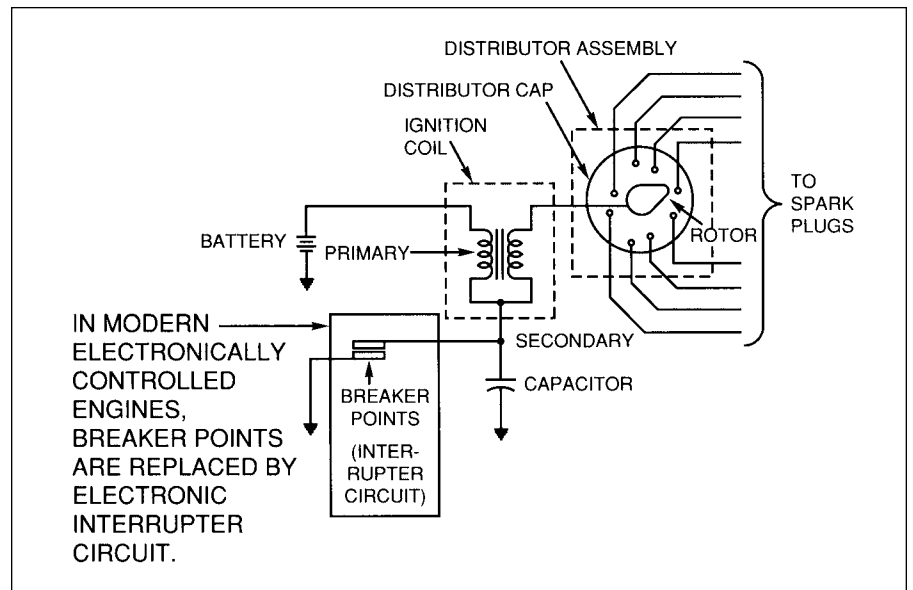 DISTRIBUTOR ASSEMBLY
DISTRIBUTOR CAP
IGNITION
COIL
TO
SPARK
PLUGS
BATTERY
PRIMARY
ROTOR
IN MODERN
ELECTRONICALLY
CONTROLLED
ENGINES,
BREAKER POINTS
ARE REPLACED BY
ELECTRONIC
INTERRUPTER
CIRCUIT.
SECONDARY
CAPACITOR
BREAKER
POINTS
(INTER-
RUPTER
CIRCUIT)